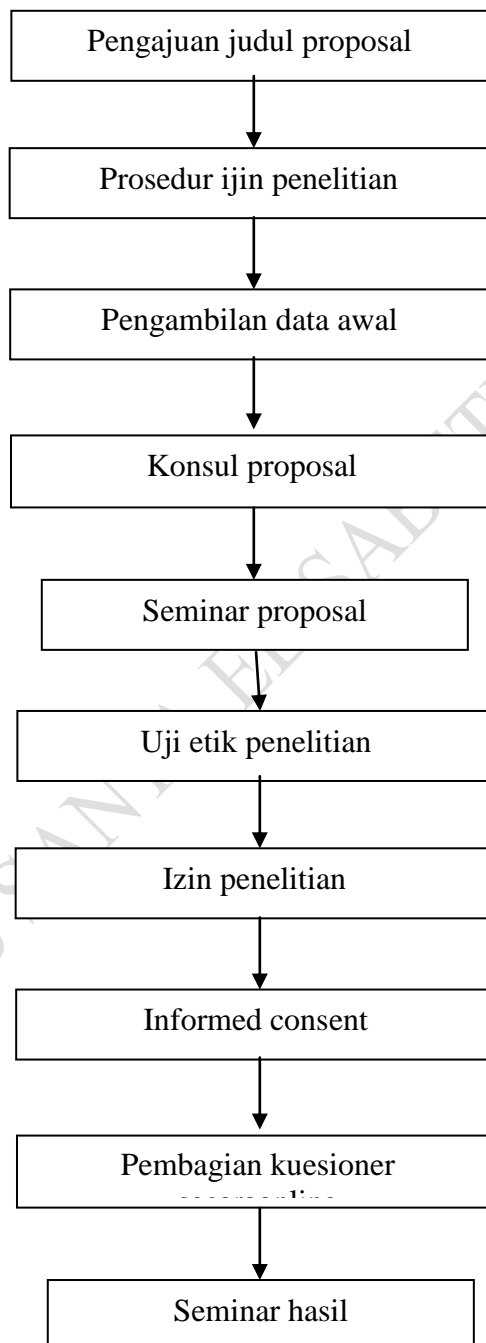 Pengajuan judul proposal
Prosedur ijin penelitian
Pengambilan data awal
Konsul proposal
Seminar proposal
Uji etik penelitian
Izin penelitian
Informed consent
Pembagian kuesioner
Seminar hasil